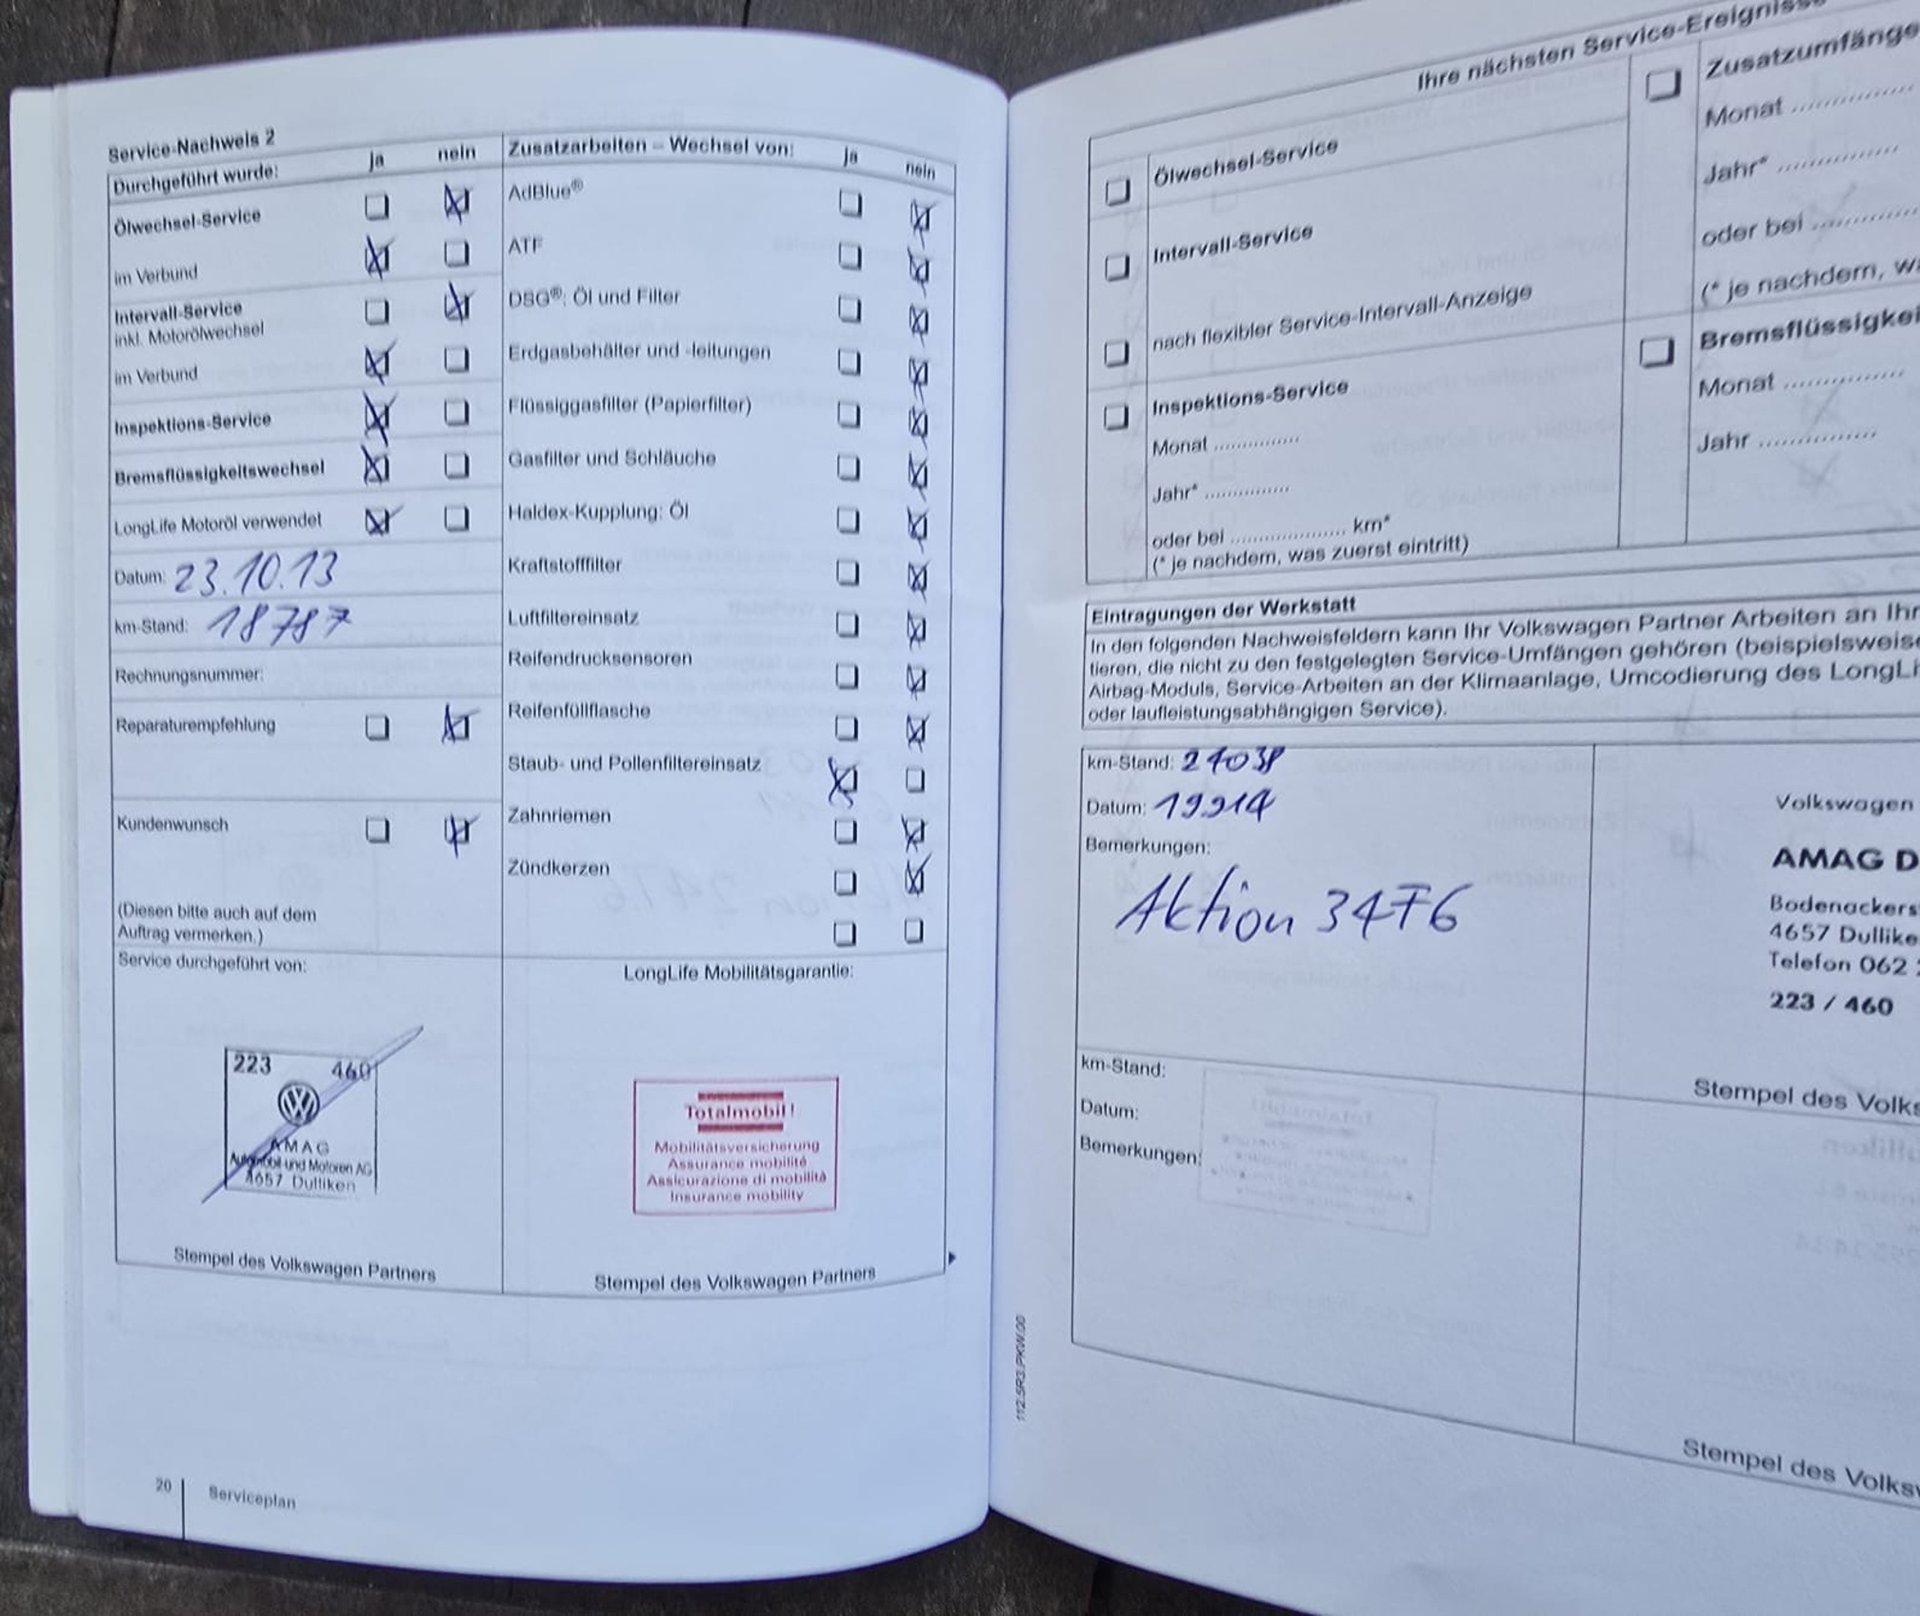 Service-Nachweis 2
Durchgeführt wurde: ja nein
Ölwechsel-Service
im Verbund
Intervall-Service
inkl. Motorölwechsel
im Verbund
Inspektions-Service
Bremsflüssigkeitswechsel
LongLife Motoröl verwendet
Datum: 23.10.13
km-Stand: 18787
Rechnungsnummer:
Reparaturempfehlung
Kundenwunsch
(Diesen bitte auch auf dem
Auftrag vermerken.)
Service durchgeführt von:
223 460
AMAG
Automobil und Motoren AG
4657 Dulliken
Stempel des Volkswagen Partners
Zusatzarbeiten – Wechsel von: ja nein
AdBlue®
ATF
DSG®: Öl und Filter
Erdgasbehälter und -leitungen
Flüssiggasfilter (Papierfilter)
Gasfilter und Schläuche
Haldex-Kupplung: Öl
Kraftstofffilter
Luftfiltereinsatz
Reifendrucksensoren
Reifenfüllflasche
Staub- und Pollenfiltereinsatz
Zahnriemen
Zündkerzen
LongLife Mobilitätsgarantie:
Totalmobil!
Mobilitätsversicherung
Assurance mobilité
Assicurazione di mobilità
Insurance mobility
Stempel des Volkswagen Partners
20 Serviceplan
Ihre nächsten Service-Ereignisse
Ölwechsel-Service
Intervall-Service
nach flexibler Service-Intervall-Anzeige
Inspektions-Service
Monat ...............
Jahr* ...............
oder bei .................... km*
(* je nachdem, was zuerst eintritt)
Zusatzumfänge
Monat ...............
Jahr* ...............
oder bei ...............
(* je nachdem, w
Bremsflüssigkei
Monat ...............
Jahr ...............
Eintragungen der Werkstatt
In den folgenden Nachweisfeldern kann Ihr Volkswagen Partner Arbeiten an Ihr
tieren, die nicht zu den festgelegten Service-Umfängen gehören (beispielsweise
Airbag-Moduls, Service-Arbeiten an der Klimaanlage, Umcodierung des LongLi
oder laufleistungsabhängigen Service).
km-Stand: 21038
Datum: 19914
Bemerkungen:
Aktion 34F6
Volkswagen
AMAG D
Bodenackers
4657 Dullike
Telefon 062
223 / 460
Stempel des Volks
km-Stand:
Datum:
Bemerkungen:
Stempel des Volksw
112.5R3.PKW.00